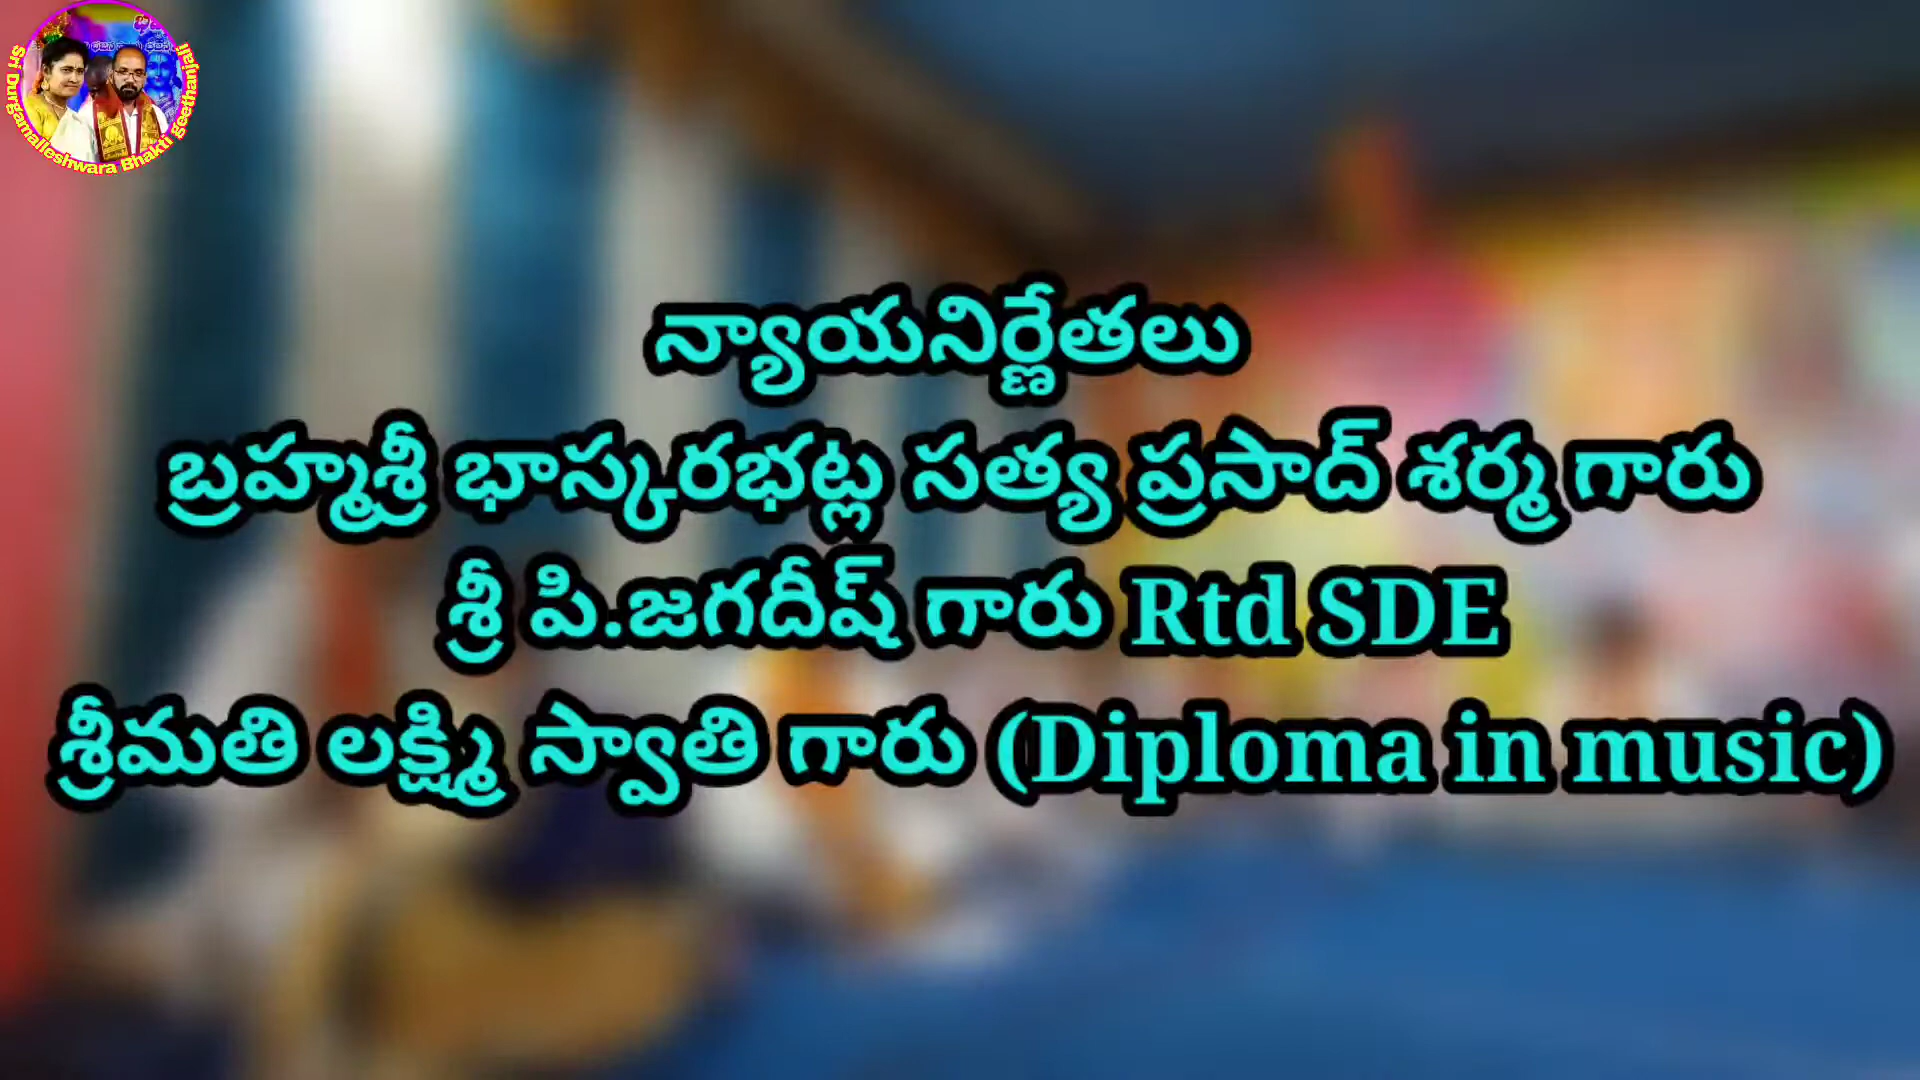 Sri Durgamalleshwara Bhakti geethanjali
న్యాయనిర్ణేతలు
బ్రహ్మశ్రీ భాస్కరభట్ల సత్య ప్రసాద్ శర్మ గారు
శ్రీ పి.జగదీష్ గారు Rtd SDE
శ్రీమతి లక్ష్మి స్వాతి గారు (Diploma in music)